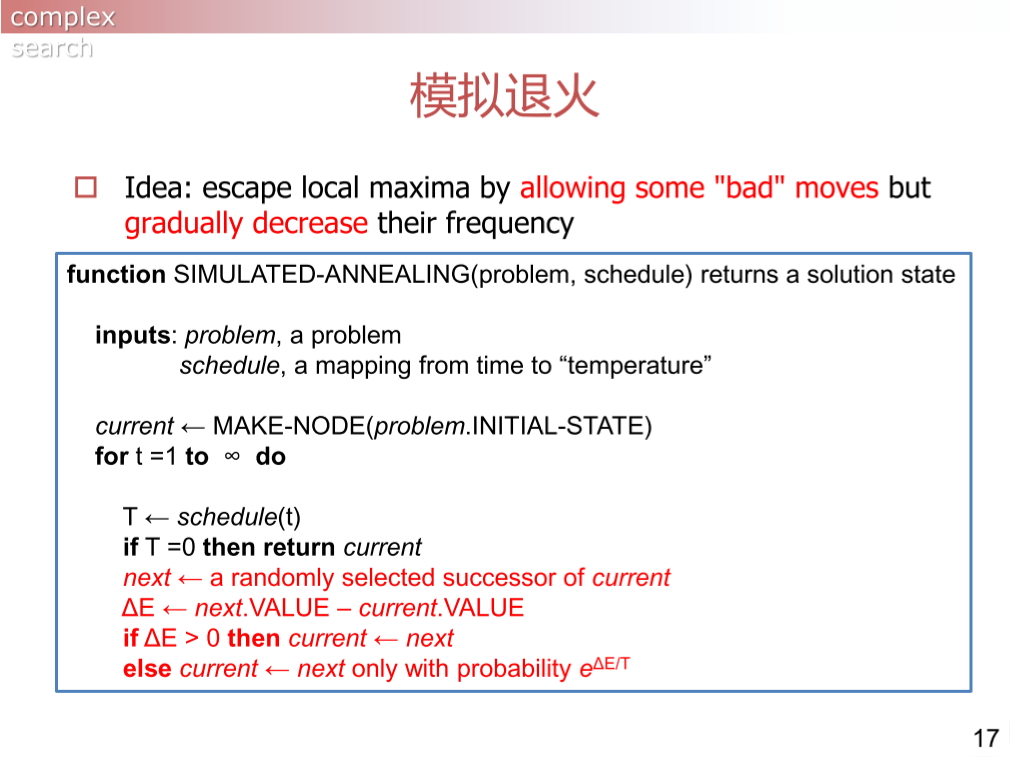 complex
search
模拟退火
Idea: escape local maxima by allowing some "bad" moves but
gradually decrease their frequency
function SIMULATED-ANNEALING(problem, schedule) returns a solution state
inputs: problem, a problem
schedule, a mapping from time to “temperature”
current ← MAKE-NODE(problem.INITIAL-STATE)
for t =1 to ∞ do
T ← schedule(t)
if T =0 then return current
next ← a randomly selected successor of current
ΔE ← next.VALUE – current.VALUE
if ΔE > 0 then current ← next
else current ← next only with probability e^ΔE/T
17